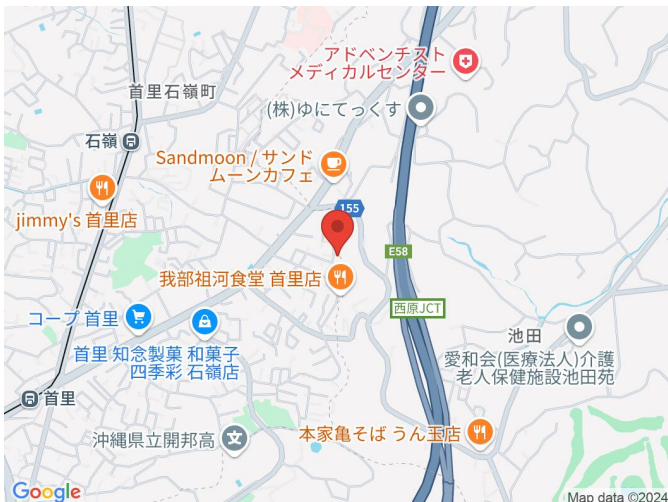 アドベンチスト
メディカルセンター
首里石嶺町
(株)ゆにてっくす
石嶺
Sandmoon / サンド
ムーンカフェ
jimmy's 首里店
155
E58
我部祖河食堂 首里店
西原JCT
コープ 首里
首里 知念製菓 和菓子
四季彩 石嶺店
池田
愛和会(医療法人)介護
老人保健施設池田苑
首里
沖縄県立開邦高
本家亀そば うん玉店
Google
Map data ©2024